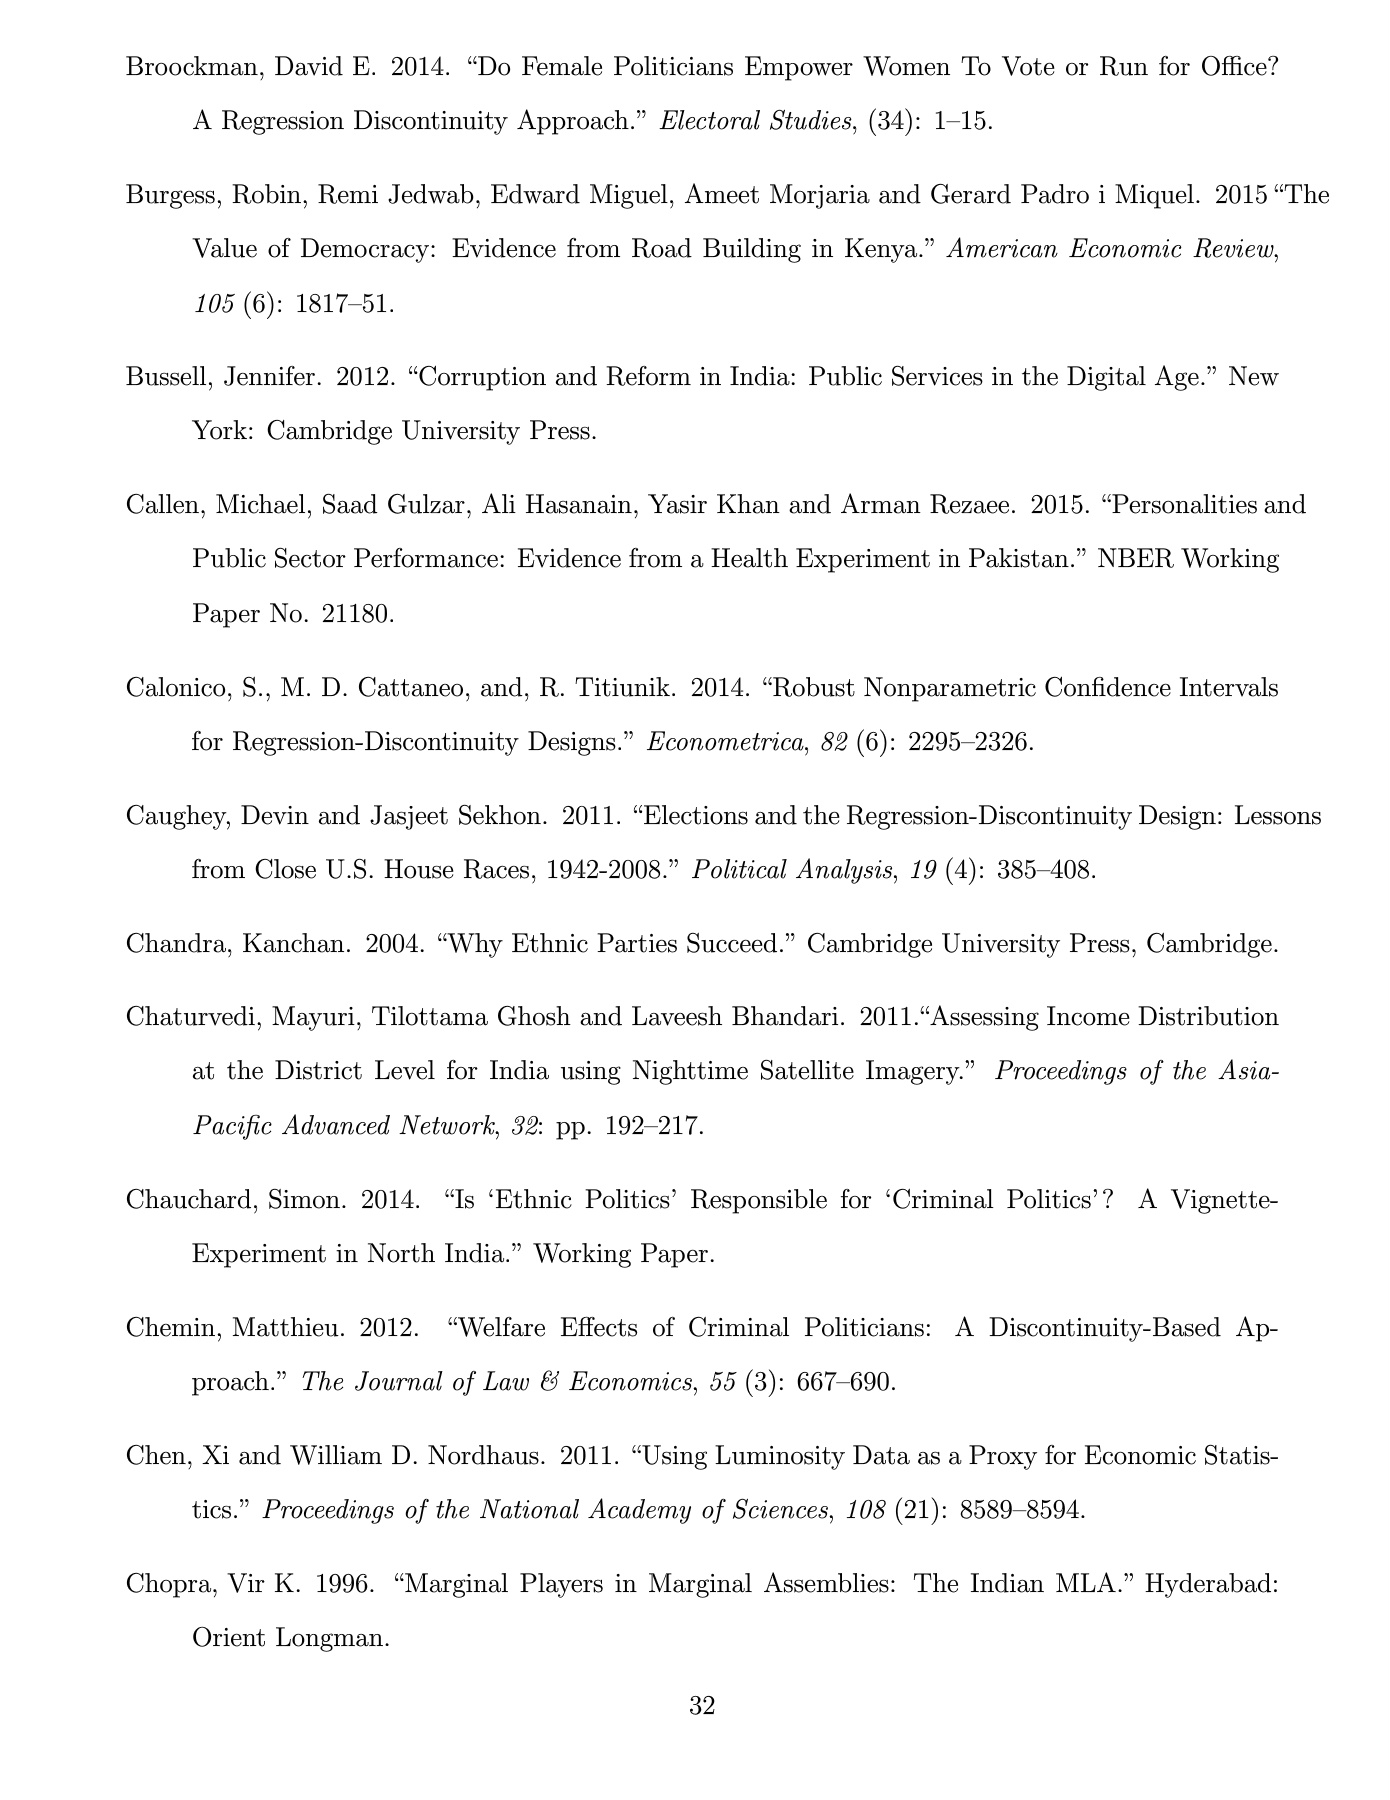 Broockman, David E. 2014. “Do Female Politicians Empower Women To Vote or Run for Office?
A Regression Discontinuity Approach.” Electoral Studies, (34): 1–15.
Burgess, Robin, Remi Jedwab, Edward Miguel, Ameet Morjaria and Gerard Padro i Miquel. 2015 “The
Value of Democracy: Evidence from Road Building in Kenya.” American Economic Review,
105 (6): 1817–51.
Bussell, Jennifer. 2012. “Corruption and Reform in India: Public Services in the Digital Age.” New
York: Cambridge University Press.
Callen, Michael, Saad Gulzar, Ali Hasanain, Yasir Khan and Arman Rezaee. 2015. “Personalities and
Public Sector Performance: Evidence from a Health Experiment in Pakistan.” NBER Working
Paper No. 21180.
Calonico, S., M. D. Cattaneo, and, R. Titiunik. 2014. “Robust Nonparametric Confidence Intervals
for Regression-Discontinuity Designs.” Econometrica, 82 (6): 2295–2326.
Caughey, Devin and Jasjeet Sekhon. 2011. “Elections and the Regression-Discontinuity Design: Lessons
from Close U.S. House Races, 1942-2008.” Political Analysis, 19 (4): 385–408.
Chandra, Kanchan. 2004. “Why Ethnic Parties Succeed.” Cambridge University Press, Cambridge.
Chaturvedi, Mayuri, Tilottama Ghosh and Laveesh Bhandari. 2011.“Assessing Income Distribution
at the District Level for India using Nighttime Satellite Imagery.” Proceedings of the Asia-
Pacific Advanced Network, 32: pp. 192–217.
Chauchard, Simon. 2014. “Is ‘Ethnic Politics’ Responsible for ‘Criminal Politics’? A Vignette-
Experiment in North India.” Working Paper.
Chemin, Matthieu. 2012. “Welfare Effects of Criminal Politicians: A Discontinuity-Based Ap-
proach.” The Journal of Law & Economics, 55 (3): 667–690.
Chen, Xi and William D. Nordhaus. 2011. “Using Luminosity Data as a Proxy for Economic Statis-
tics.” Proceedings of the National Academy of Sciences, 108 (21): 8589–8594.
Chopra, Vir K. 1996. “Marginal Players in Marginal Assemblies: The Indian MLA.” Hyderabad:
Orient Longman.
32